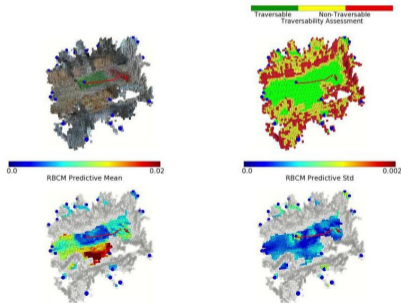 Traversable Non-Traversable
Traversability Assessment
0.0 0.02
RBCM Predictive Mean
0.0 0.002
RBCM Predictive Std